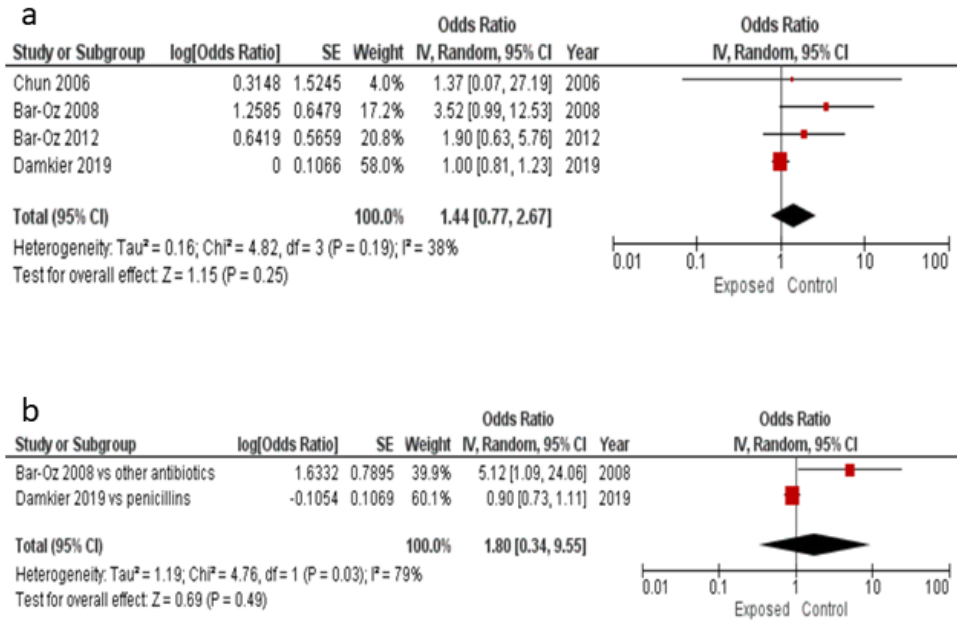 a
Odds Ratio Odds Ratio
Study or Subgroup log[Odds Ratio] SE Weight IV, Random, 95% CI Year IV, Random, 95% CI
Chun 2006 0.3148 1.5245 4.0% 1.37 [0.07, 27.19] 2006
Bar-Oz 2008 1.2585 0.6479 17.2% 3.52 [0.99, 12.53] 2008
Bar-Oz 2012 0.6419 0.5659 20.8% 1.90 [0.63, 5.76] 2012
Damkier 2019 0 0.1066 58.0% 1.00 [0.81, 1.23] 2019
Total (95% CI) 100.0% 1.44 [0.77, 2.67]
Heterogeneity: Tau² = 0.16; Chi² = 4.82, df = 3 (P = 0.19); I² = 38%
Test for overall effect: Z = 1.15 (P = 0.25)
0.01 0.1 1 10 100
Exposed Control
b
Odds Ratio Odds Ratio
Study or Subgroup log[Odds Ratio] SE Weight IV, Random, 95% CI Year IV, Random, 95% CI
Bar-Oz 2008 vs other antibiotics 1.6332 0.7895 39.9% 5.12 [1.09, 24.06] 2008
Damkier 2019 vs penicillins -0.1054 0.1069 60.1% 0.90 [0.73, 1.11] 2019
Total (95% CI) 100.0% 1.80 [0.34, 9.55]
Heterogeneity: Tau² = 1.19; Chi² = 4.76, df = 1 (P = 0.03); I² = 79%
Test for overall effect: Z = 0.69 (P = 0.49)
0.01 0.1 1 10 100
Exposed Control